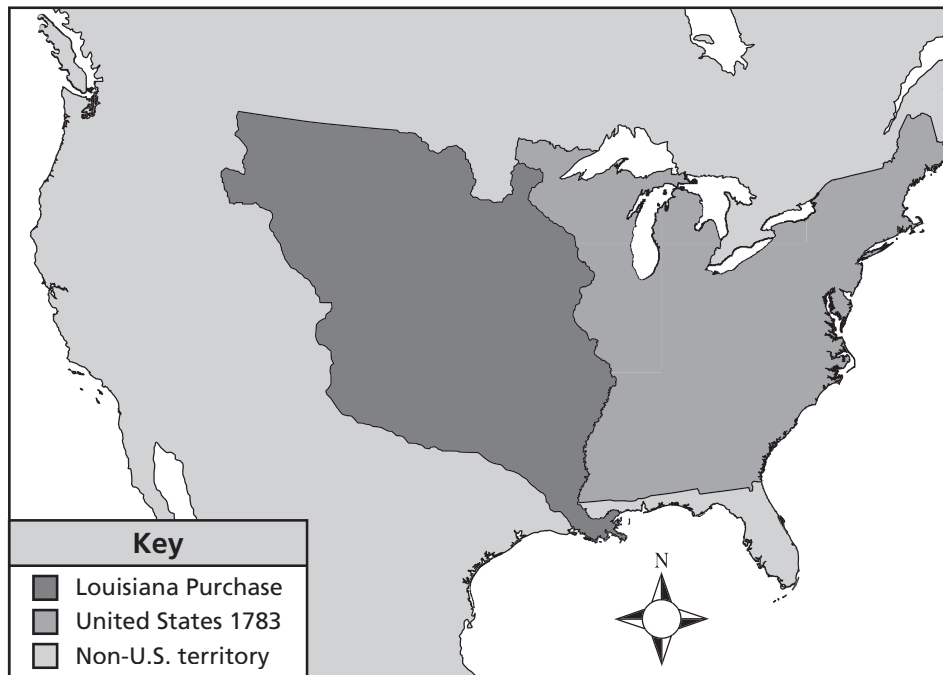 Key
Louisiana Purchase
United States 1783
Non-U.S. territory
N